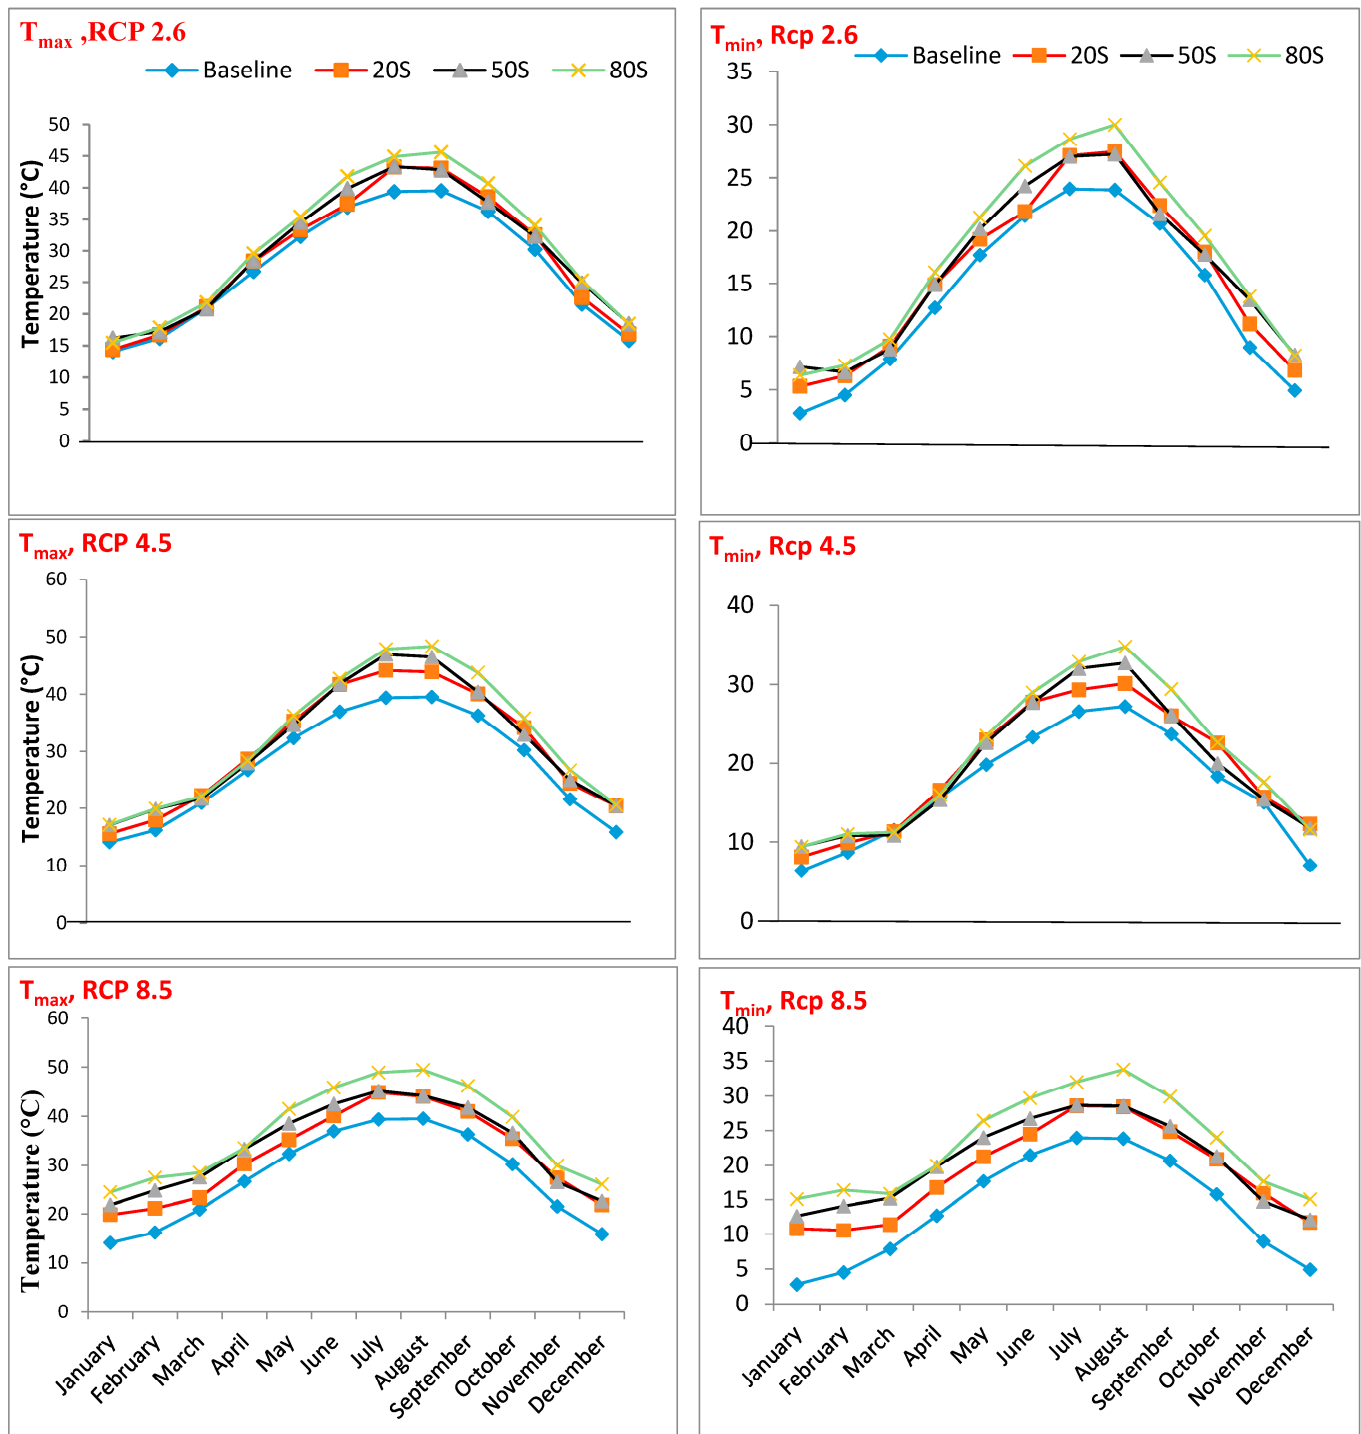 Tmax ,RCP 2.6
Baseline 20S 50S 80S
50
45
40
35
30
25
20
15
10
5
0
Temperature (°C)
Tmin, Rcp 2.6
Baseline 20S 50S 80S
35
30
25
20
15
10
5
0
Tmax, RCP 4.5
60
50
40
30
20
10
0
Temperature (°C)
Tmin, Rcp 4.5
40
30
20
10
0
Tmax, RCP 8.5
60
50
40
30
20
10
0
Temperature (°C)
January
February
March
April
May
June
July
August
September
October
November
December
Tmin, Rcp 8.5
40
35
30
25
20
15
10
5
0
January
February
March
April
May
June
July
August
September
October
November
December